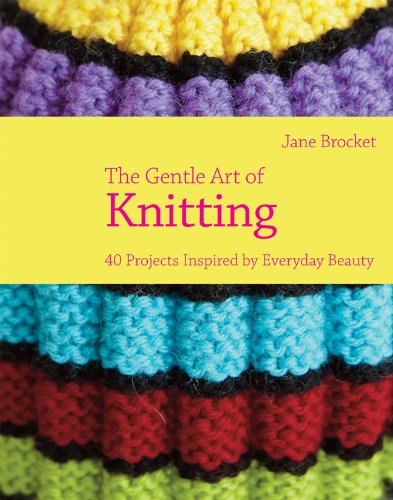 Jane Brocket
The Gentle Art of
Knitting
40 Projects Inspired by Everyday Beauty